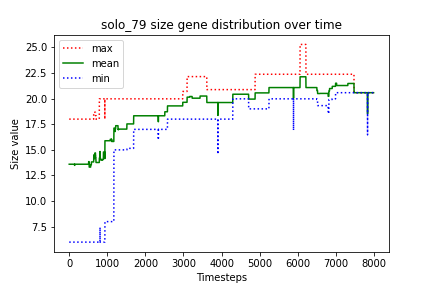 solo_79 size gene distribution over time
max
mean
min
Size value
25.0
22.5
20.0
17.5
15.0
12.5
10.0
7.5
0 1000 2000 3000 4000 5000 6000 7000 8000
Timesteps